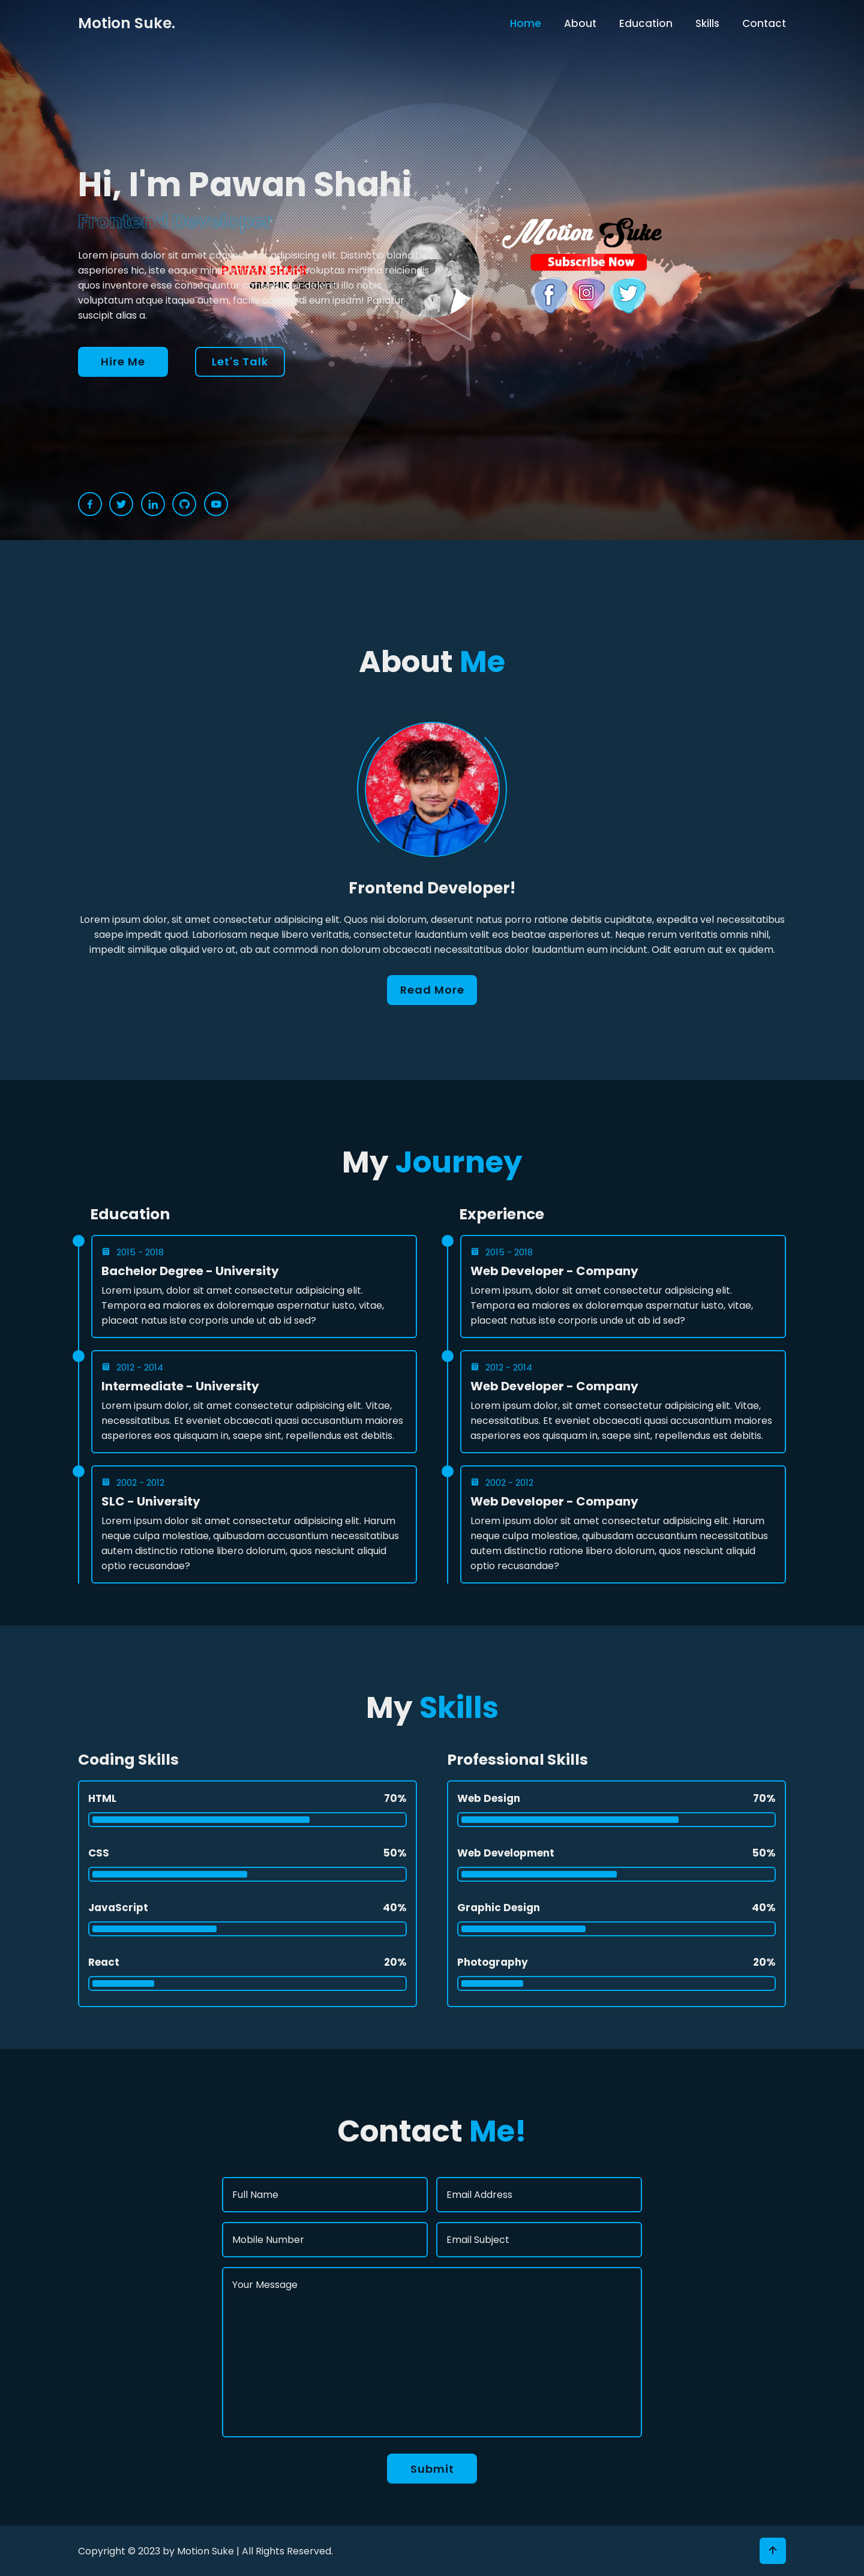 Motion Suke.
Home
About
Education
Skills
Contact
Hi, I'm Pawan Shahi
Frontend Developer
Lorem ipsum dolor sit amet consectetur adipisicing elit. Distinctio blanditiis
asperiores hic, iste eaque minus nostrum. Voluptas minima reiciendis
quos inventore esse consequuntur deleniti illo nobis
voluptatum atque itaque autem, facilis commodi eum ipsam! Pariatur
suscipit alias a.
PAWAN SHAHI
Motion Suke
Subscribe Now
Hire Me
Let's Talk
About Me
Frontend Developer!
Lorem ipsum dolor, sit amet consectetur adipisicing elit. Quos nisi dolorum, deserunt natus porro ratione debitis cupiditate, expedita vel necessitatibus
saepe impedit quod. Laboriosam neque libero veritatis, consectetur laudantium velit eos beatae asperiores ut. Neque rerum veritatis omnis nihil,
impedit similique aliquid vero at, ab aut commodi non dolorum obcaecati necessitatibus dolor laudantium eum incidunt. Odit earum aut ex quidem.
Read More
My Journey
Education
2015 - 2018
Bachelor Degree - University
Lorem ipsum, dolor sit amet consectetur adipisicing elit.
Tempora ea maiores ex doloremque aspernatur iusto, vitae,
placeat natus iste corporis unde ut ab id sed?
2012 - 2014
Intermediate - University
Lorem ipsum dolor, sit amet consectetur adipisicing elit. Vitae,
necessitatibus. Et eveniet obcaecati quasi accusantium maiores
asperiores eos quisquam in, saepe sint, repellendus est debitis.
2002 - 2012
SLC - University
Lorem ipsum dolor sit amet consectetur adipisicing elit. Harum
neque culpa molestiae, quibusdam accusantium necessitatibus
autem distinctio ratione libero dolorum, quos nesciunt aliquid
optio recusandae?
Experience
2015 - 2018
Web Developer - Company
Lorem ipsum, dolor sit amet consectetur adipisicing elit.
Tempora ea maiores ex doloremque aspernatur iusto, vitae,
placeat natus iste corporis unde ut ab id sed?
2012 - 2014
Web Developer - Company
Lorem ipsum dolor, sit amet consectetur adipisicing elit. Vitae,
necessitatibus. Et eveniet obcaecati quasi accusantium maiores
asperiores eos quisquam in, saepe sint, repellendus est debitis.
2002 - 2012
Web Developer - Company
Lorem ipsum dolor sit amet consectetur adipisicing elit. Harum
neque culpa molestiae, quibusdam accusantium necessitatibus
autem distinctio ratione libero dolorum, quos nesciunt aliquid
optio recusandae?
My Skills
Coding Skills
HTML 70%
CSS 50%
JavaScript 40%
React 20%
Professional Skills
Web Design 70%
Web Development 50%
Graphic Design 40%
Photography 20%
Contact Me!
Full Name
Email Address
Mobile Number
Email Subject
Your Message
Submit
Copyright © 2023 by Motion Suke | All Rights Reserved.